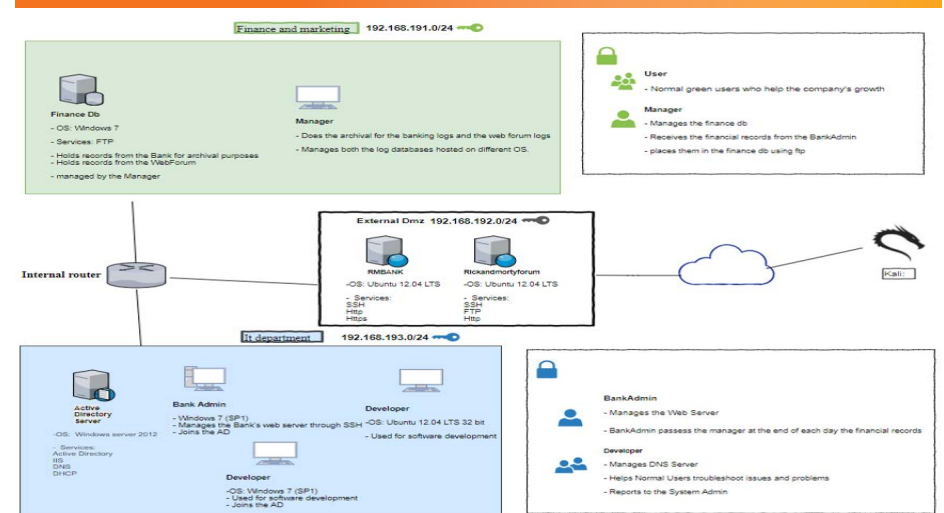 Finance and marketing 192.168.191.0/24
Finance Db
- OS: Windows 7
- Services: FTP
- Holds records from the Bank for archival purposes
- Holds records from the WebForum
- managed by the Manager
Manager
- Does the archival for the banking logs and the web forum logs
- Manages both the log databases hosted on different OS.
User
- Normal green users who help the company's growth
Manager
- Manages the finance db
- Receives the financial records from the BankAdmin
- places them in the finance db using ftp
Internal router
External Dmz 192.168.192.0/24
RMBANK
-OS: Ubuntu 12.04 LTS
- Services:
SSH
Http
Https
Rickandmortyforum
-OS: Ubuntu 12.04 LTS
- Services:
SSH
FTP
Http
Kali:
It department 192.168.193.0/24
Active
Directory
Server
-OS: Windows server 2012
- Services:
Active Directory
IIS
DNS
DHCP
Bank Admin
- Windows 7 (SP1)
- Manages the Bank's web server through SSH
- Joins the AD
Developer
-OS: Ubuntu 12.04 LTS 32 bit
- Used for software development
Developer
-OS: Windows 7 (SP1)
- Used for software development
- Joins the AD
BankAdmin
- Manages the Web Server
- BankAdmin passess the manager at the end of each day the financial records
Developer
- Manages DNS Server
- Helps Normal Users troubleshoot issues and problems
- Reports to the System Admin